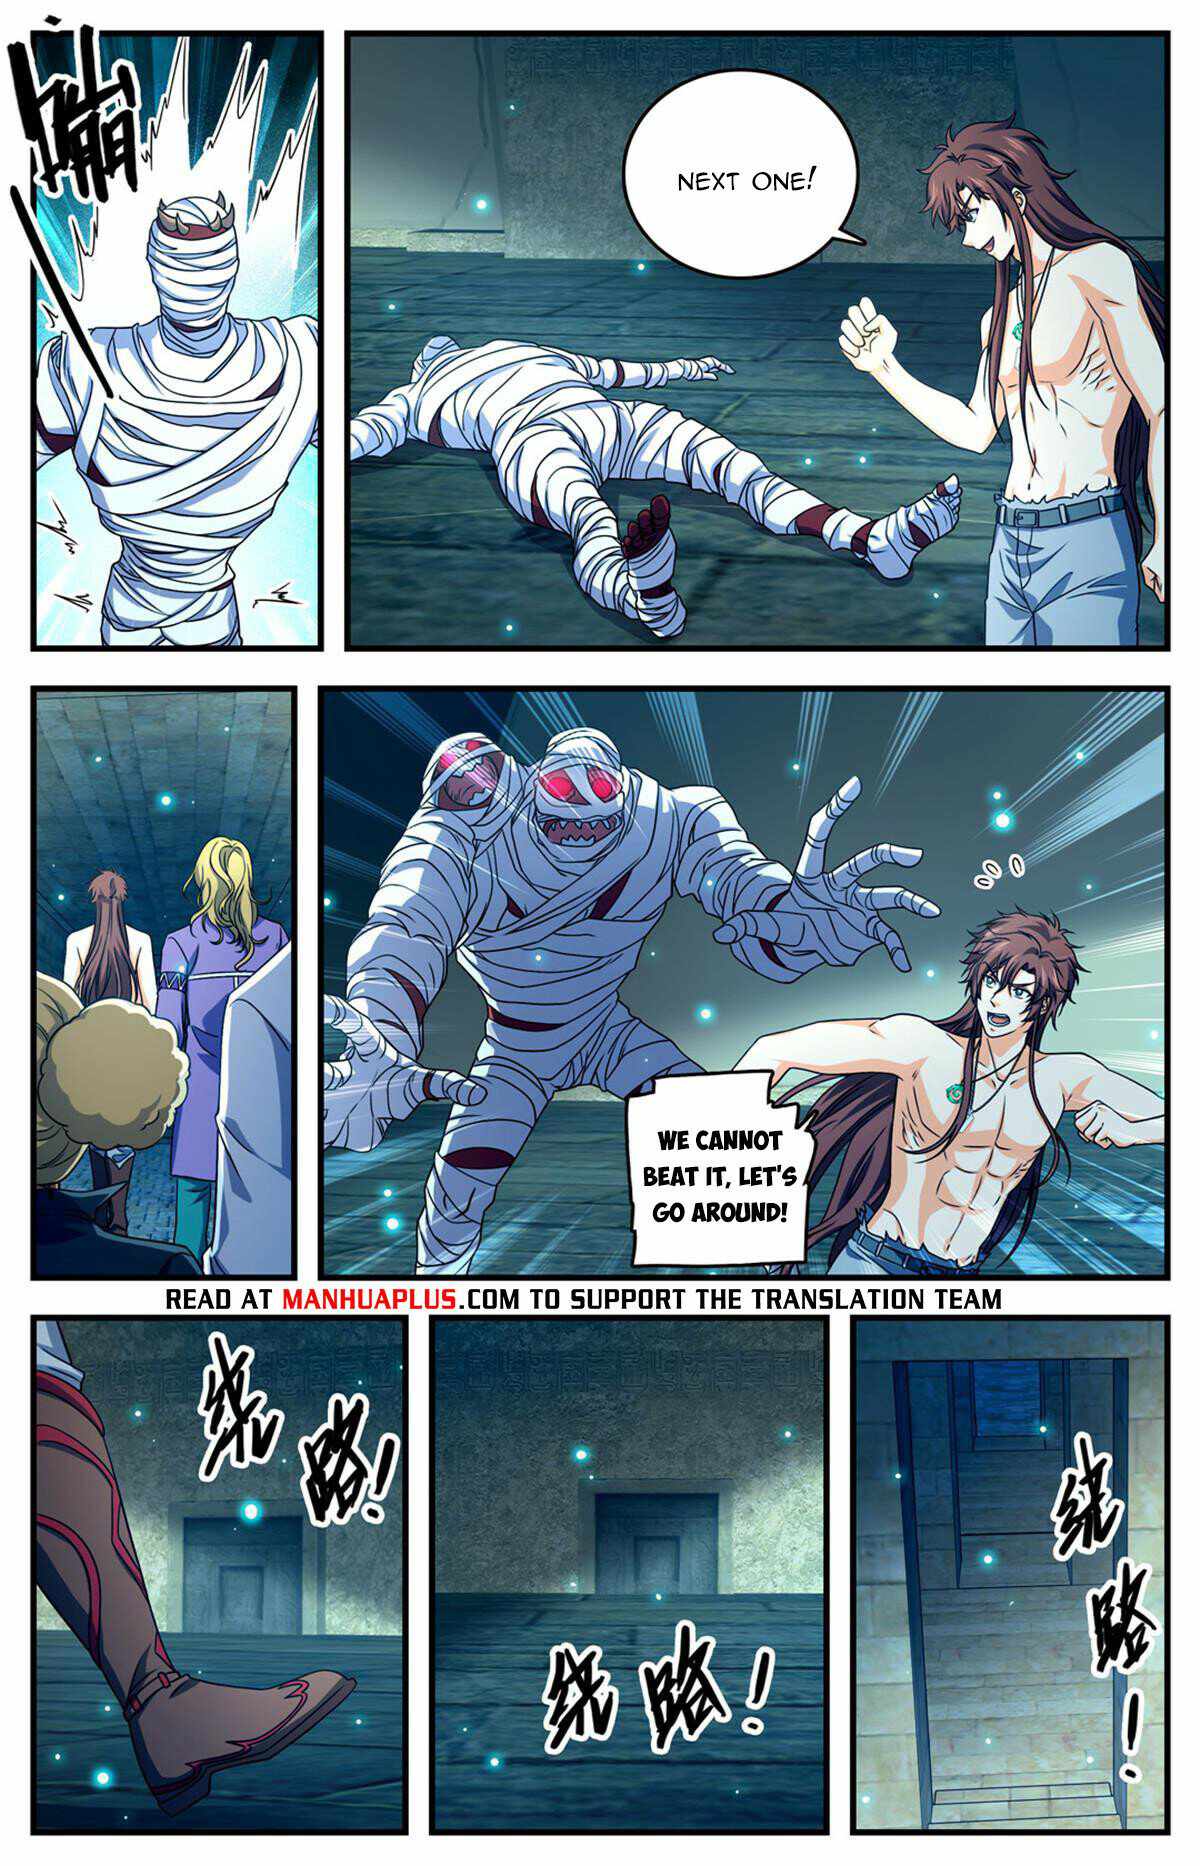 嘣
NEXT ONE!
WE CANNOT
BEAT IT, LET'S
GO AROUND!
READ AT MANHUAPLUS.COM TO SUPPORT THE TRANSLATION TEAM
绕路!
绕路!
绕路!